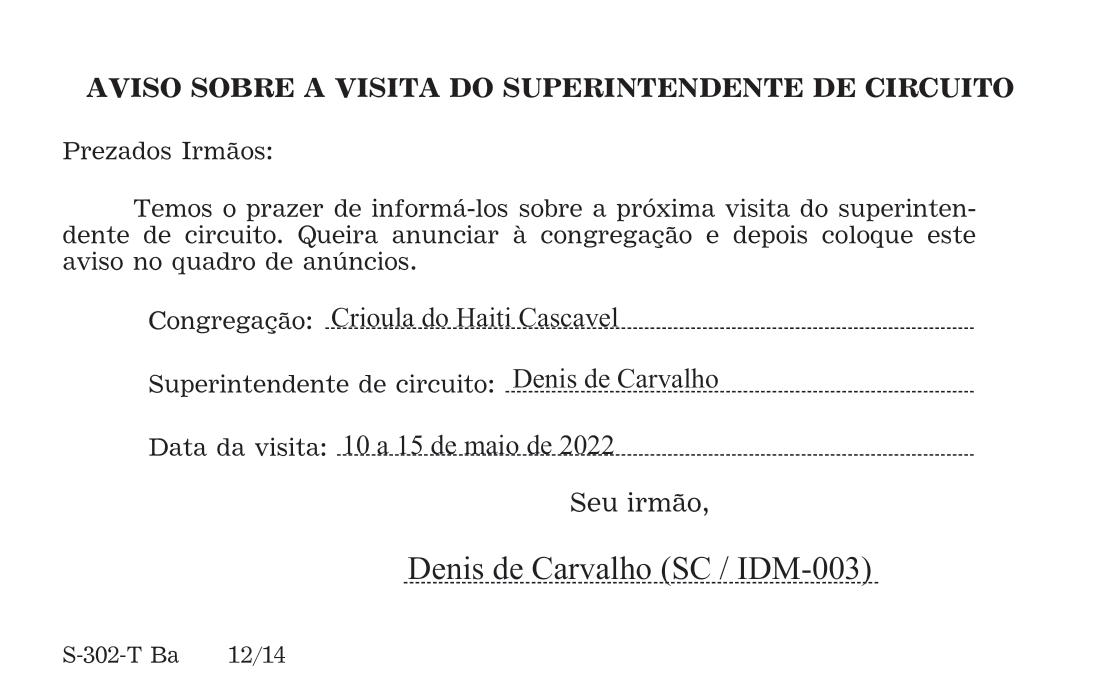 AVISO SOBRE A VISITA DO SUPERINTENDENTE DE CIRCUITO
Prezados Irmãos:
Temos o prazer de informá-los sobre a próxima visita do superinten-
dente de circuito. Queira anunciar à congregação e depois coloque este
aviso no quadro de anúncios.
Congregação: Crioula do Haiti Cascavel
Superintendente de circuito: Denis de Carvalho
Data da visita: 10 a 15 de maio de 2022
Seu irmão,
Denis de Carvalho (SC / IDM-003)
S-302-T Ba 12/14